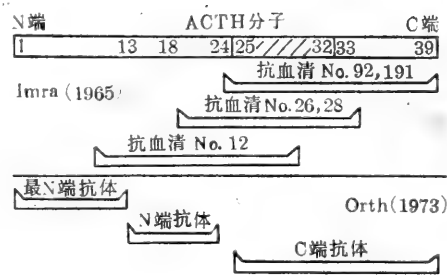 N端 ACTH分子 C端
1 13 18 24 25 32 33 39
抗血清 No.92,191
Imra (1965)
抗血清No.26,28
抗血清 No.12
最N端抗体 Orth(1973)
N端抗体
C端抗体